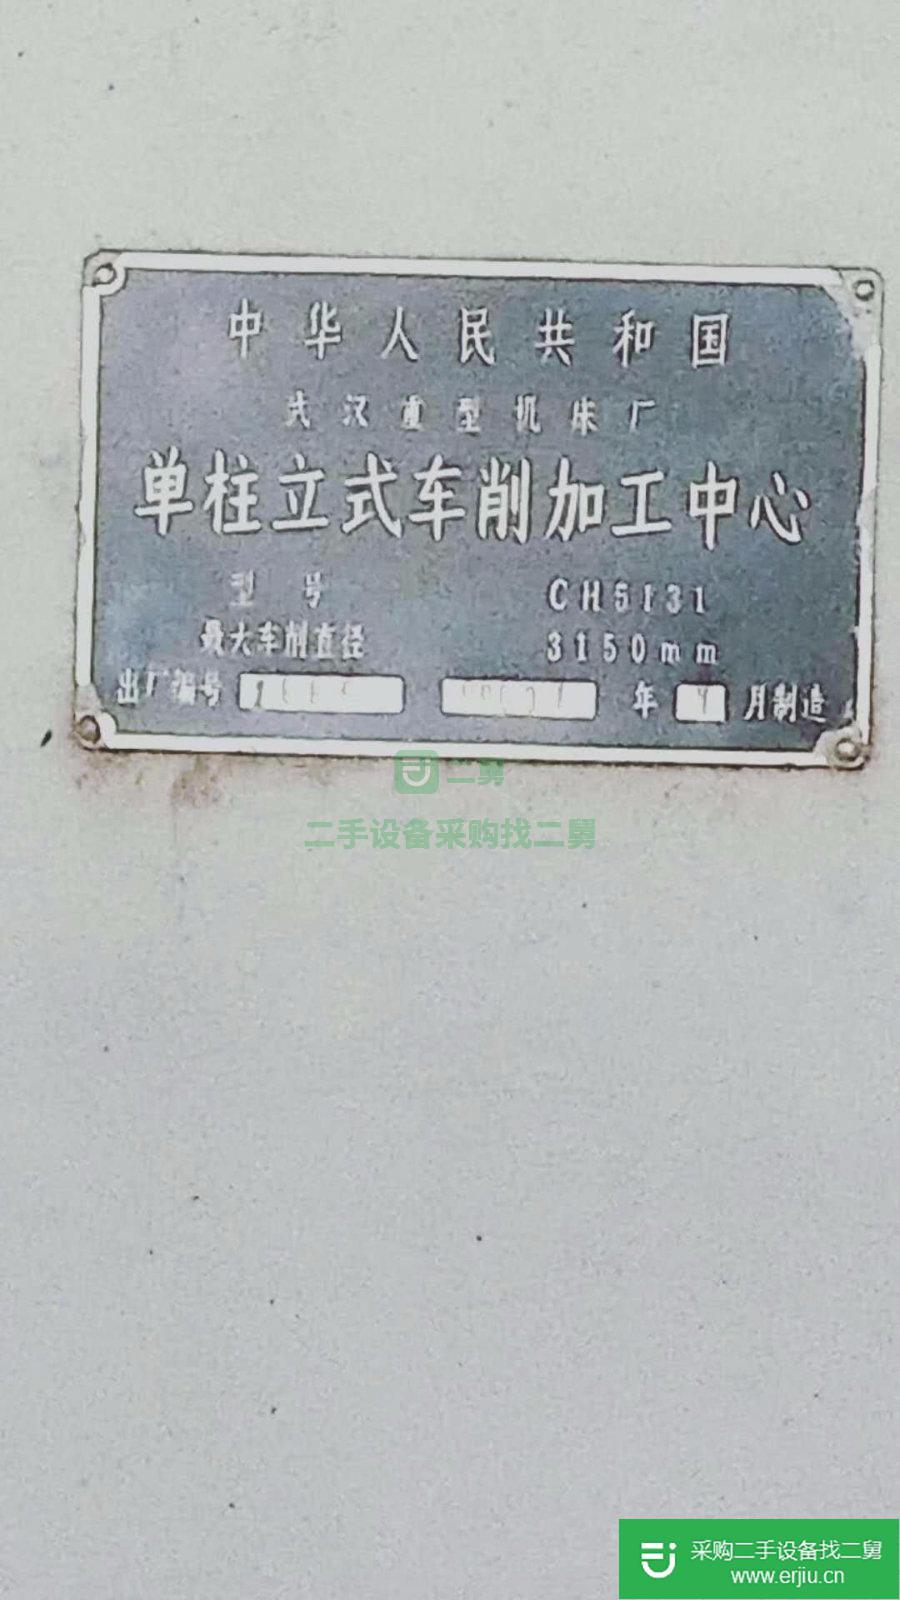 中华人民共和国
武汉重型机床厂
单柱立式车削加工中心
型号 CH5131
最大车削直径 3150mm
出厂编号 年 月制造
二舅
二手设备采购找二舅
采购二手设备找二舅
www.erjiu.cn